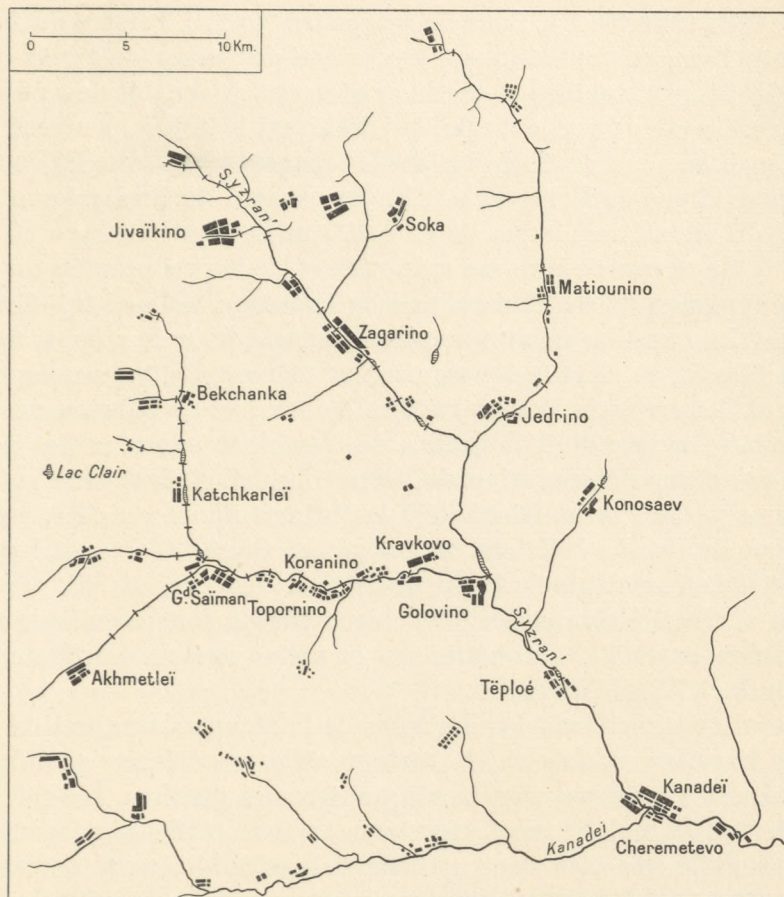 0 5 10 Km.
Syzran'
Jivaïkino
Soka
Matiounino
Zagarino
Bekchanka
Jedrino
Lac Clair
Katchkarleï
Konosaev
Kravkovo
Koranino
Gd Saïman
Topornino
Golovino
Syzran'
Akhmetleï
Tëploé
Kanadeï
Kanadeï
Cheremetevo